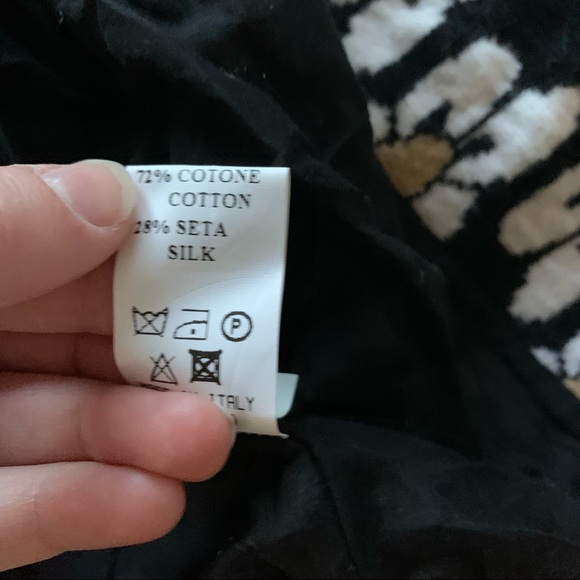 72% COTONE
COTTON
28% SETA
SILK
P
ITALY